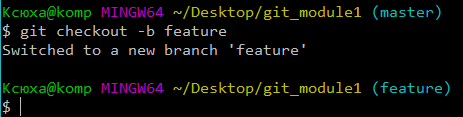 Ксюха@komp MINGW64 ~/Desktop/git_module1 (master)
$ git checkout -b feature
Switched to a new branch 'feature'
Ксюха@komp MINGW64 ~/Desktop/git_module1 (feature)
$